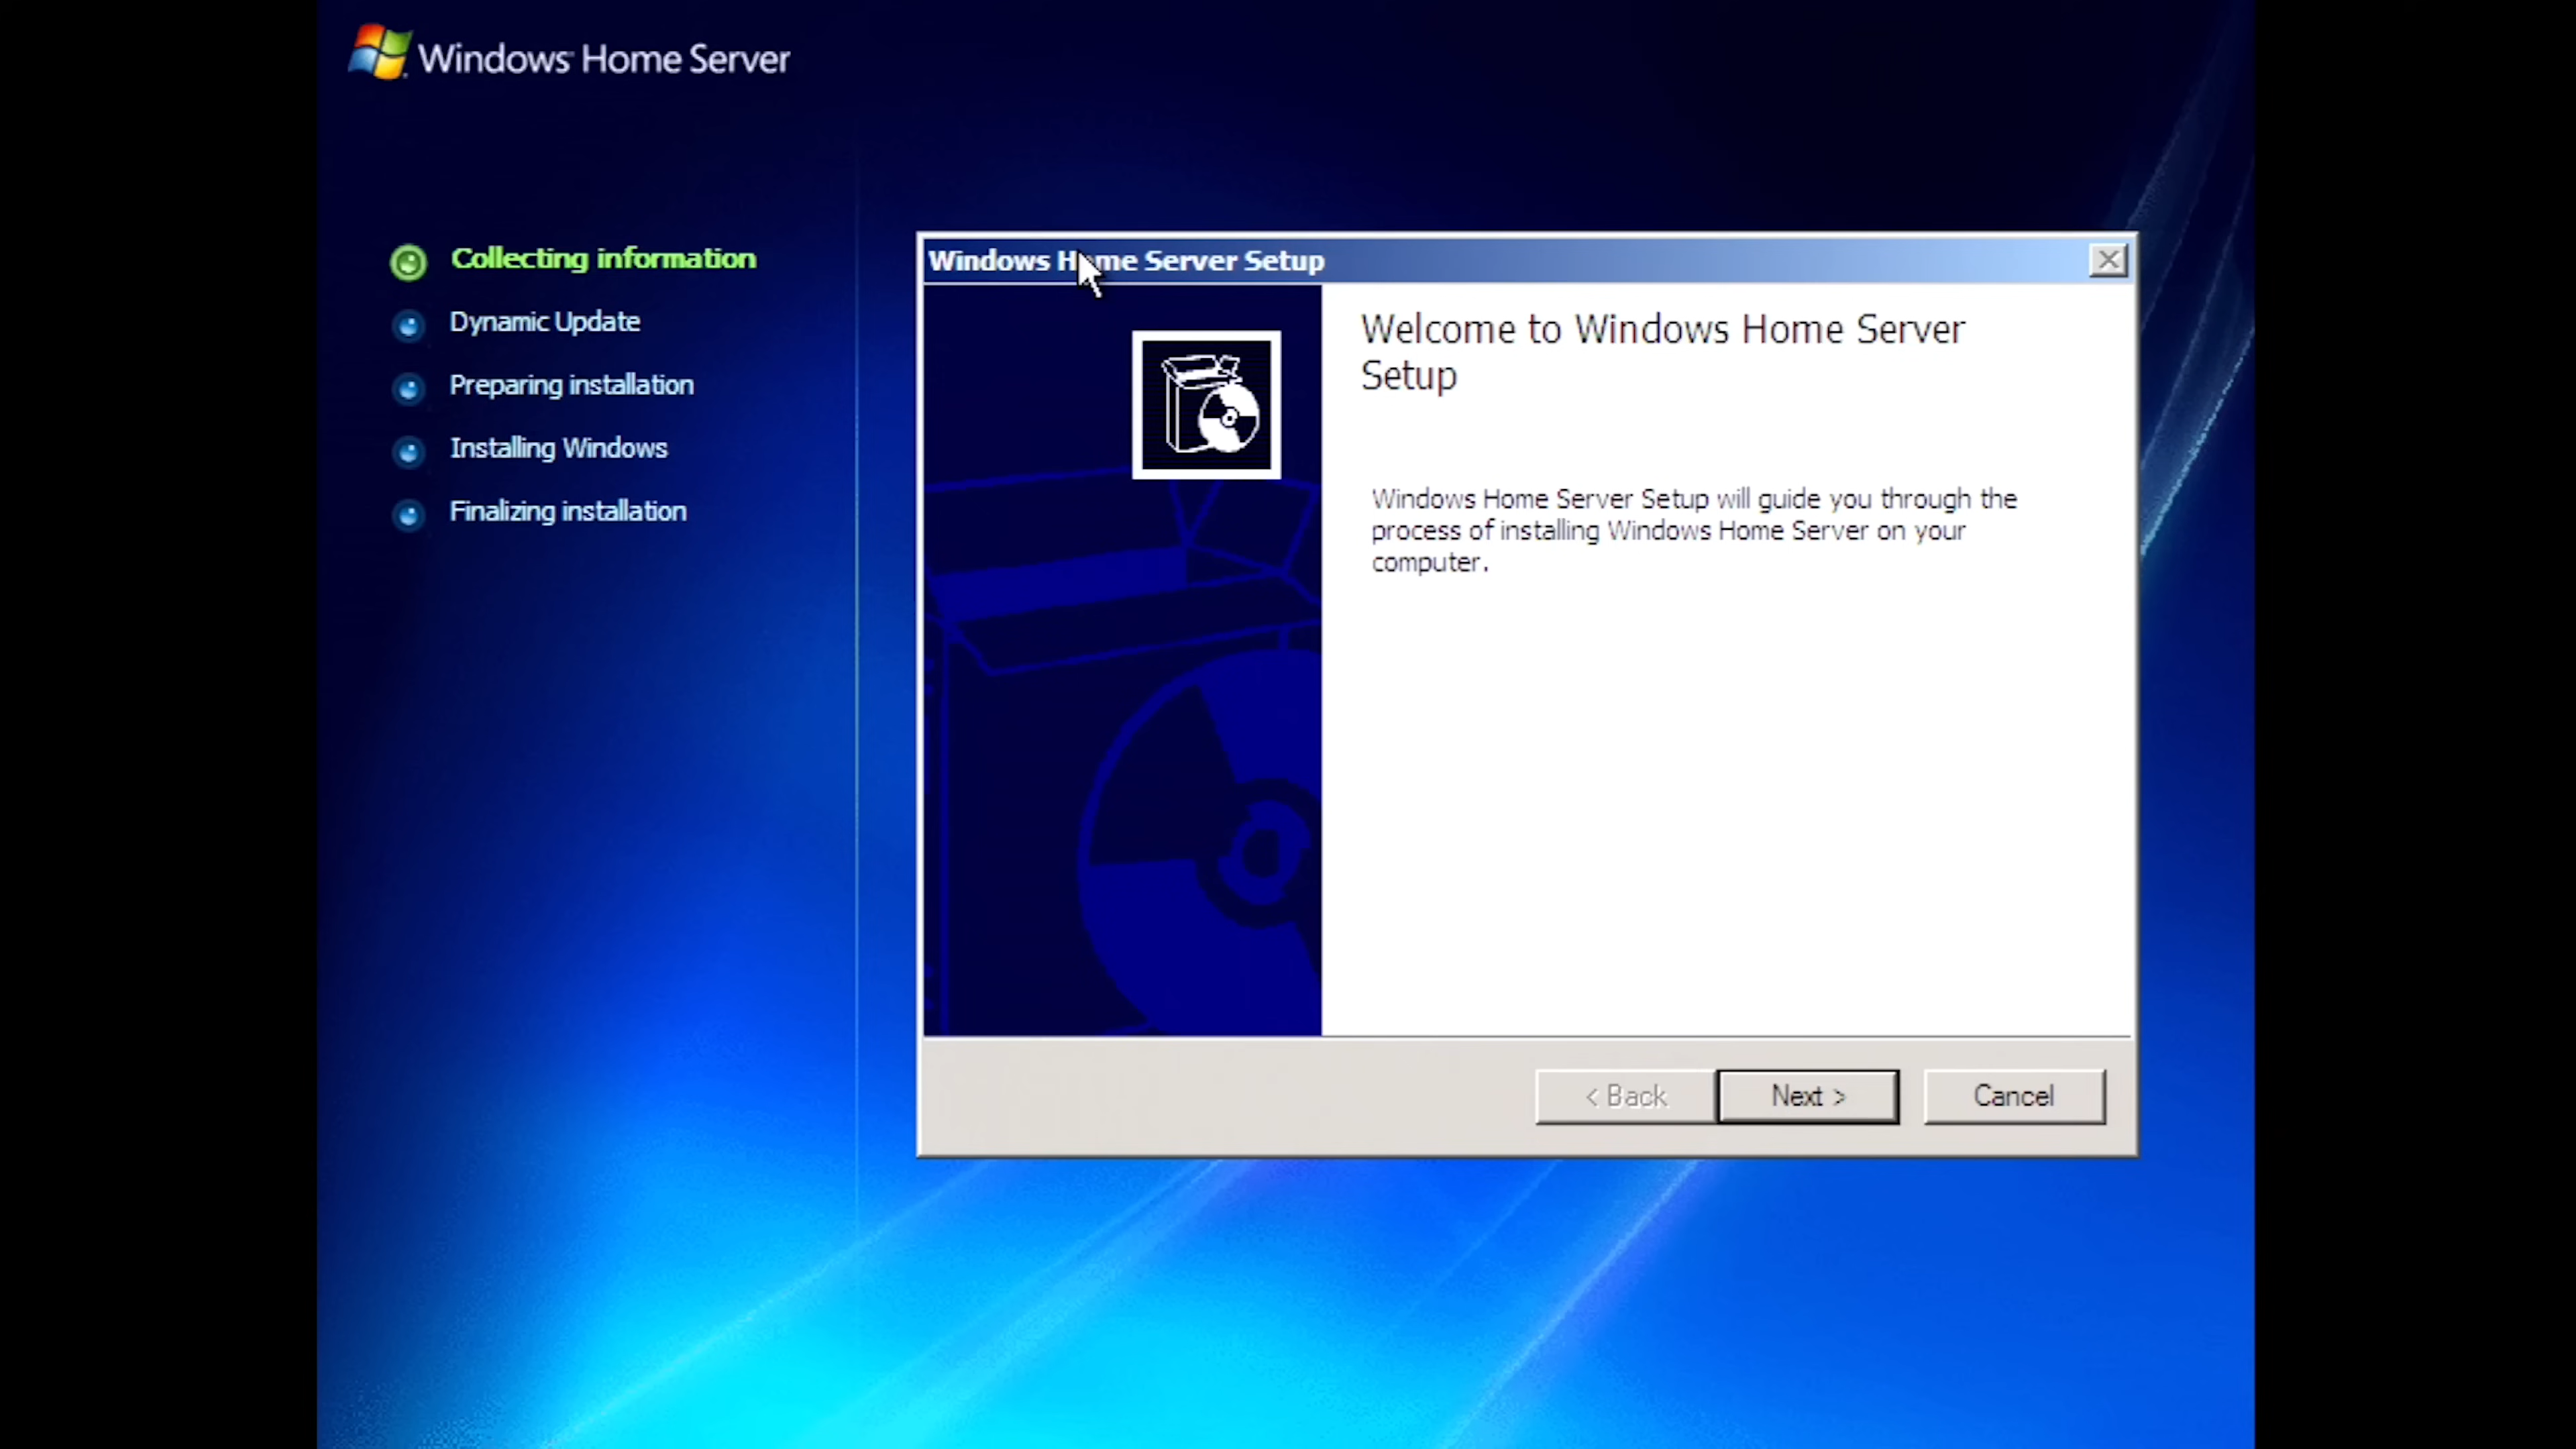 Windows Home Server
Collecting information
Dynamic Update
Preparing installation
Installing Windows
Finalizing installation
Windows Home Server Setup
Welcome to Windows Home Server
Setup
Windows Home Server Setup will guide you through the
process of installing Windows Home Server on your
computer.
< Back
Next >
Cancel